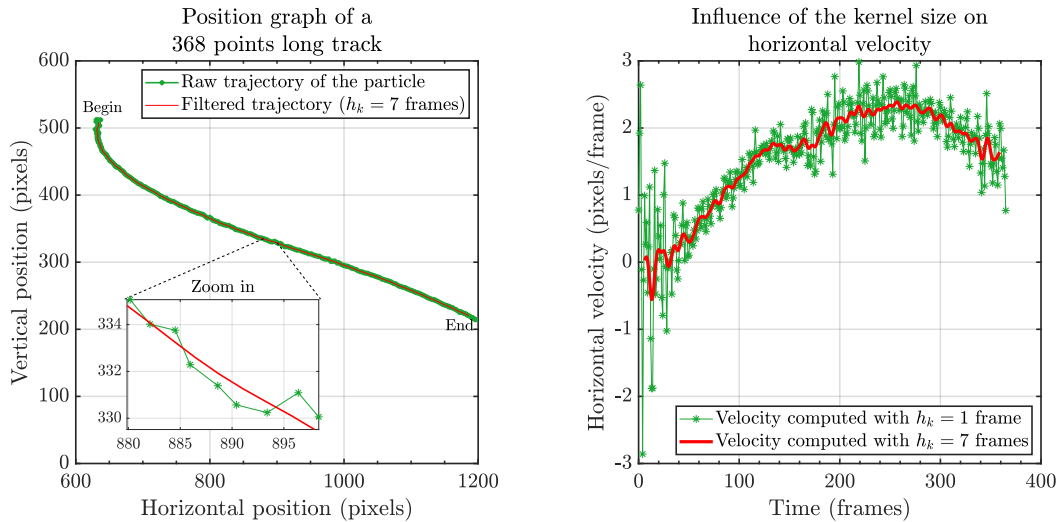 Position graph of a
368 points long track
600
500
400
300
200
100
0
Vertical position (pixels)
Raw trajectory of the particle
Filtered trajectory (h_k = 7 frames)
Begin
Zoom in
334
332
330
880 885 890 895
End
600 800 1000 1200
Horizontal position (pixels)
Influence of the kernel size on
horizontal velocity
3
2
1
0
-1
-2
-3
Horizontal velocity (pixels/frame)
Velocity computed with h_k = 1 frame
Velocity computed with h_k = 7 frames
0 100 200 300 400
Time (frames)